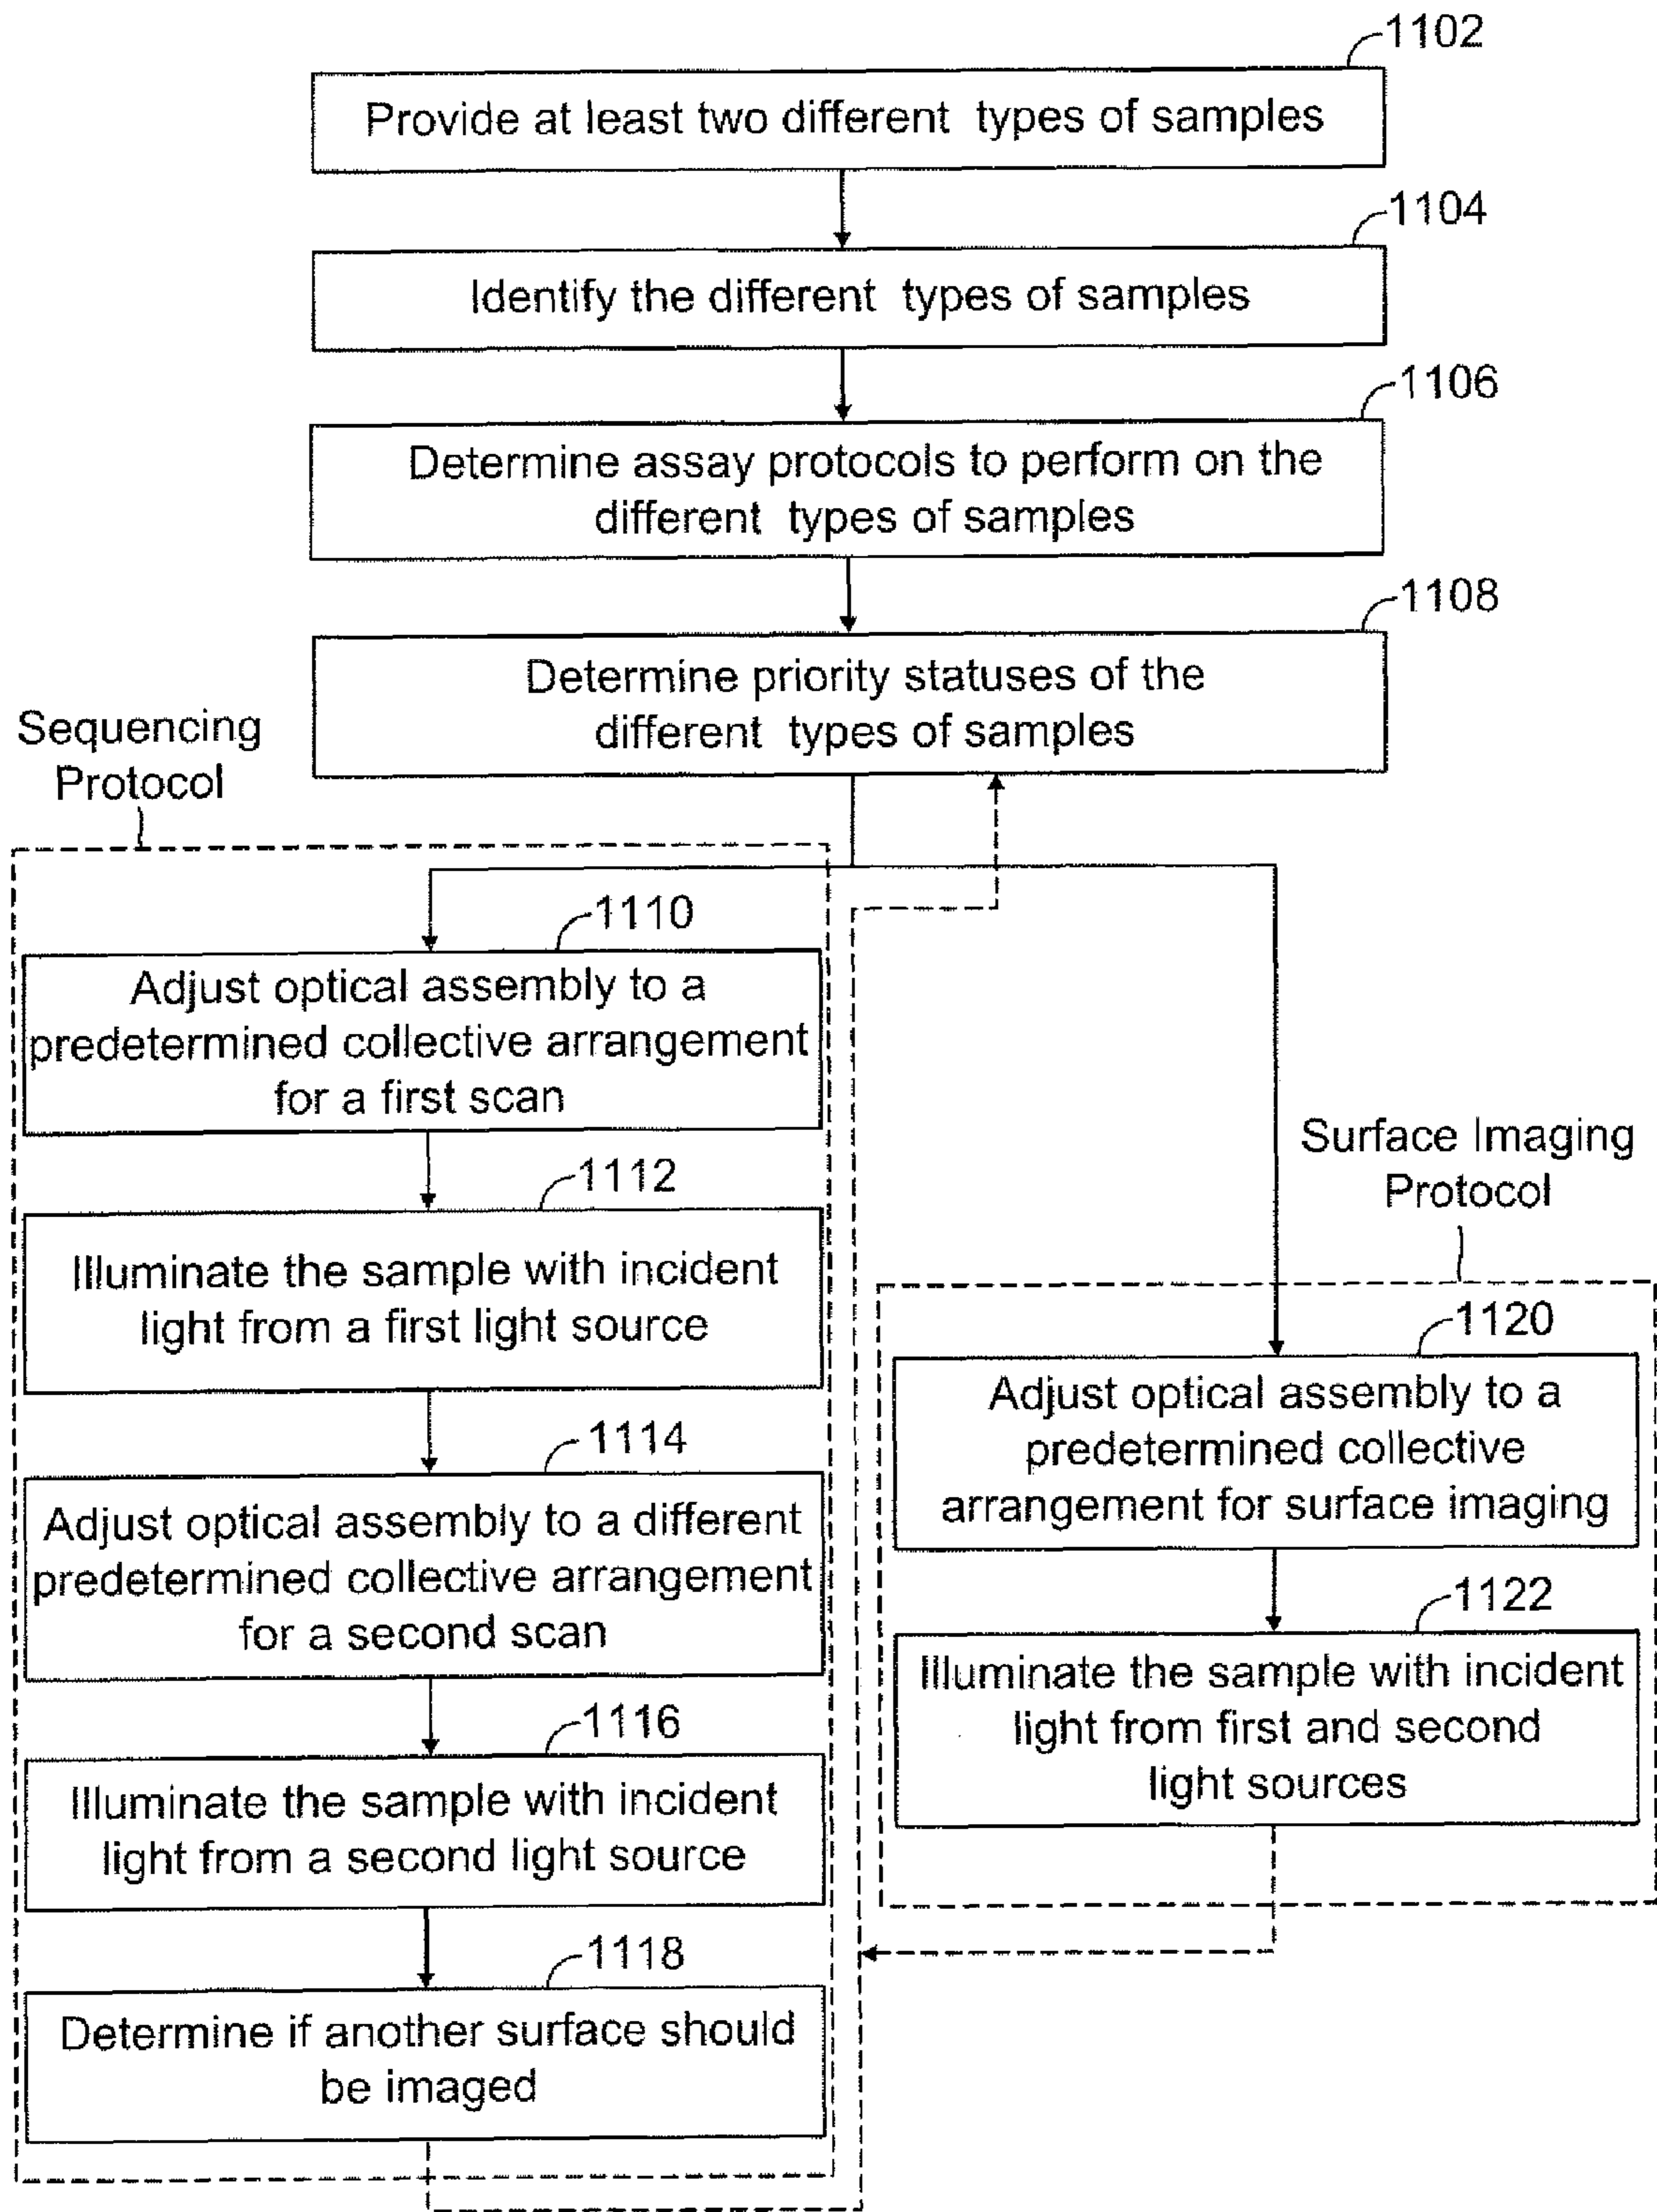 1102
Provide at least two different types of samples
1104
Identify the different types of samples
1106
Determine assay protocols to perform on the
different types of samples
1108
Determine priority statuses of the
different types of samples
Sequencing
Protocol
1110
Adjust optical assembly to a
predetermined collective arrangement
for a first scan
1112
Illuminate the sample with incident
light from a first light source
1114
Adjust optical assembly to a different
predetermined collective arrangement
for a second scan
1116
Illuminate the sample with incident
light from a second light source
1118
Determine if another surface should
be imaged
Surface Imaging
Protocol
1120
Adjust optical assembly to a
predetermined collective
arrangement for surface imaging
1122
Illuminate the sample with incident
light from first and second
light sources